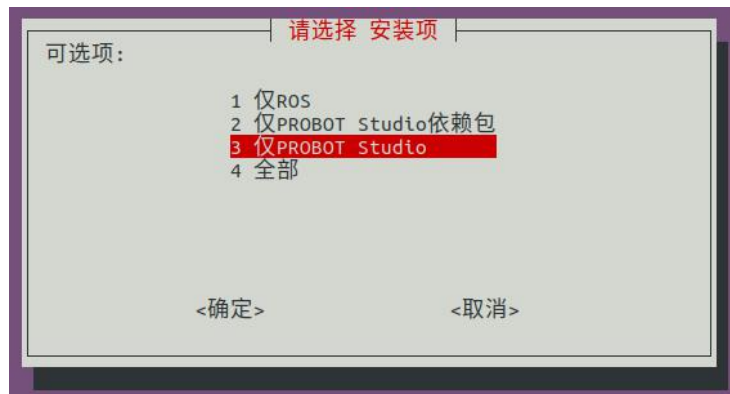 请选择 安装项
可选项:
1 仅ROS
2 仅PROBOT Studio依赖包
3 仅PROBOT Studio
4 全部
<确定> <取消>